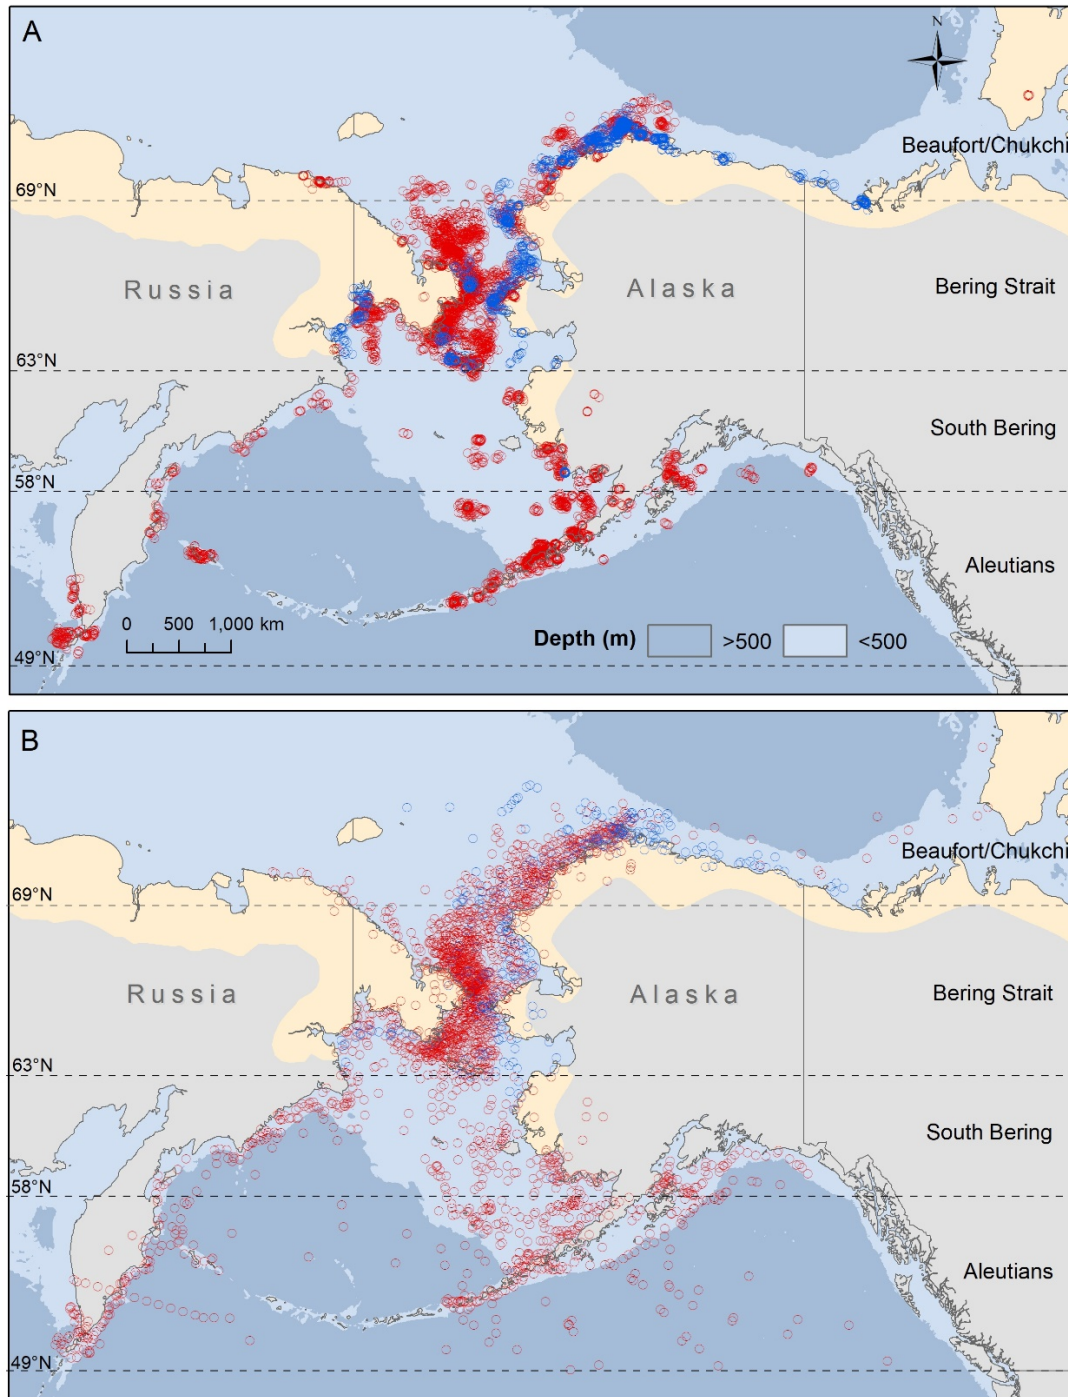 A
N
Beaufort/Chukchi
69°N
Russia
Alaska
Bering Strait
63°N
South Bering
58°N
Aleutians
0 500 1,000 km
Depth (m) >500 <500
49°N
B
Beaufort/Chukchi
69°N
Russia
Alaska
Bering Strait
63°N
South Bering
58°N
Aleutians
49°N